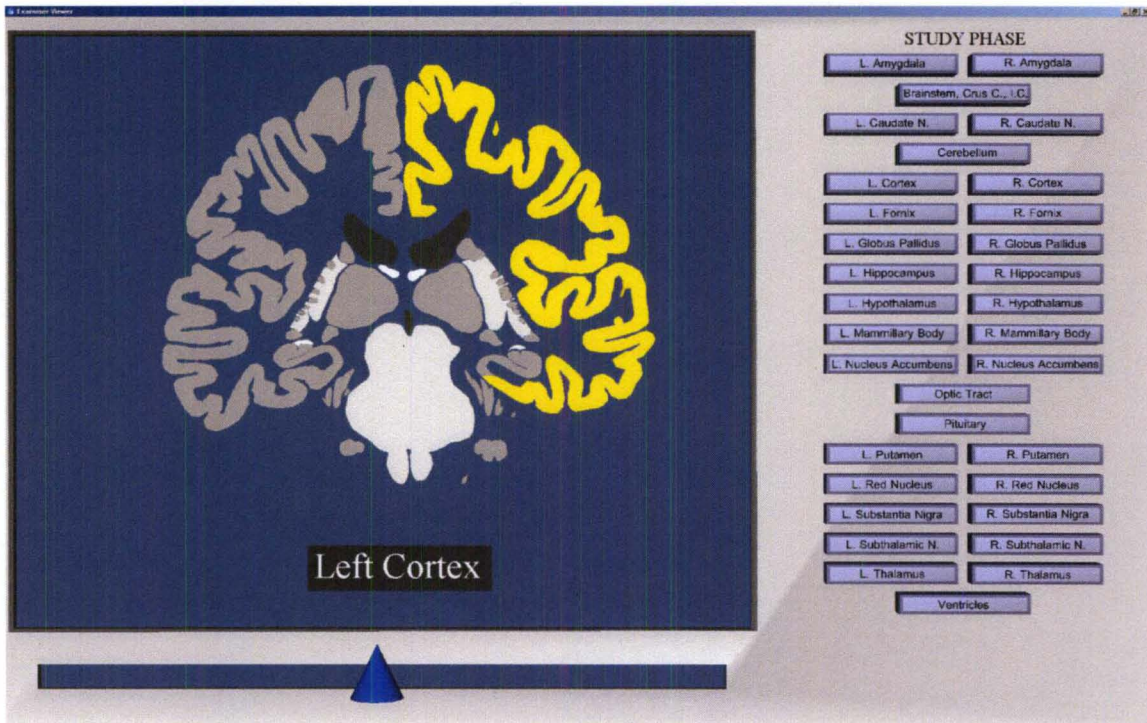 Examiner Viewer
STUDY PHASE
L. Amygdala R. Amygdala
Brainstem, Crus C., I.C.
L. Caudate N. R. Caudate N.
Cerebellum
L. Cortex R. Cortex
L. Fornix R. Fornix
L. Globus Pallidus R. Globus Pallidus
L. Hippocampus R. Hippocampus
L. Hypothalamus R. Hypothalamus
L. Mammillary Body R. Mammillary Body
L. Nucleus Accumbens R. Nucleus Accumbens
Optic Tract
Pituitary
L. Putamen R. Putamen
L. Red Nucleus R. Red Nucleus
L. Substantia Nigra R. Substantia Nigra
L. Subthalamic N. R. Subthalamic N.
L. Thalamus R. Thalamus
Ventricles
Left Cortex